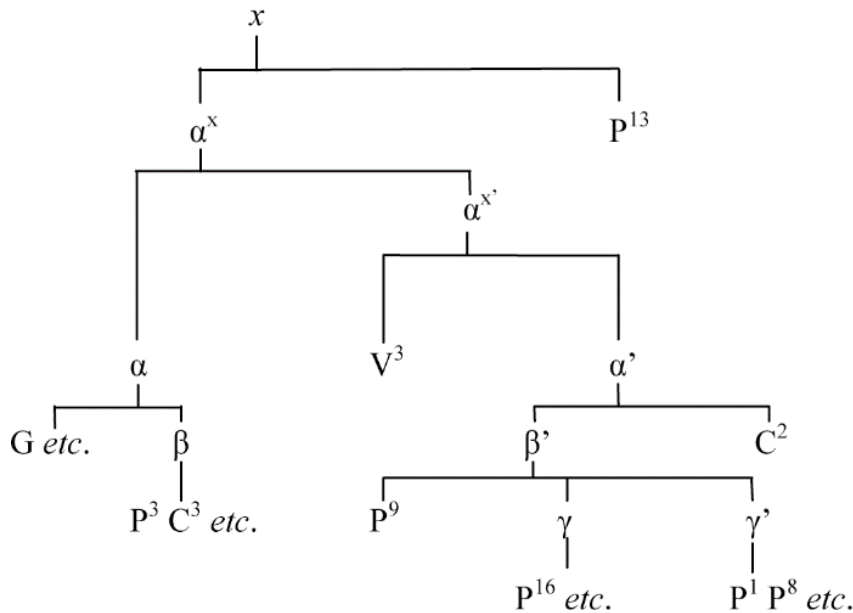 x
αˣ P¹³
αˣ’
α V³ α’
G etc. β β’ C²
P³ C³ etc. P⁹ γ γ’
P¹⁶ etc. P¹ P⁸ etc.